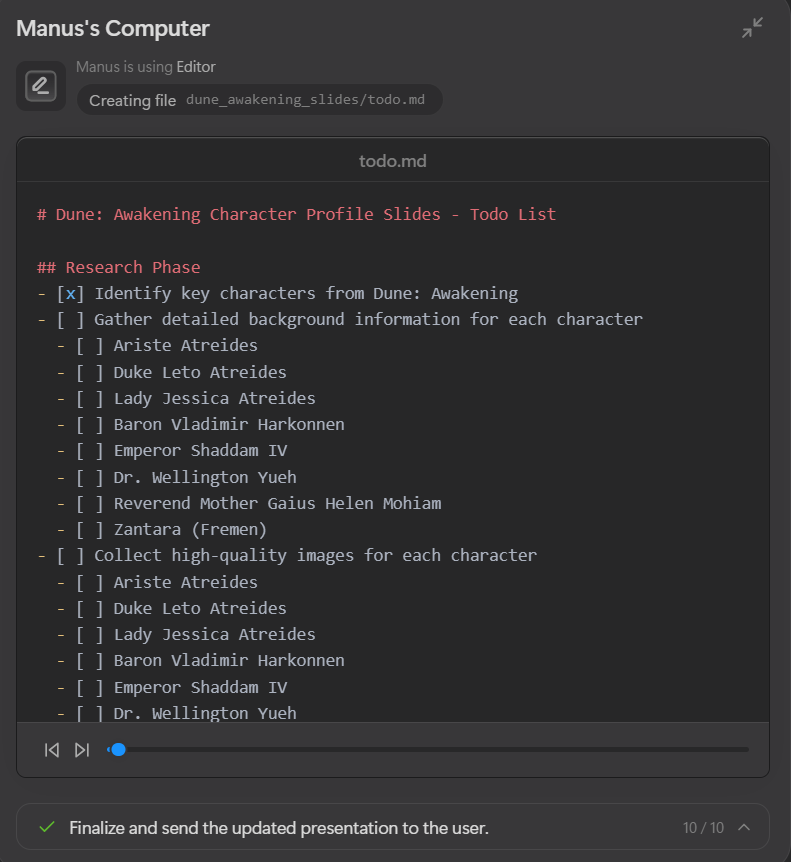 Manus's Computer
Manus is using Editor
Creating file dune_awakening_slides/todo.md
todo.md
# Dune: Awakening Character Profile Slides - Todo List
## Research Phase
- [x] Identify key characters from Dune: Awakening
- [ ] Gather detailed background information for each character
- [ ] Ariste Atreides
- [ ] Duke Leto Atreides
- [ ] Lady Jessica Atreides
- [ ] Baron Vladimir Harkonnen
- [ ] Emperor Shaddam IV
- [ ] Dr. Wellington Yueh
- [ ] Reverend Mother Gaius Helen Mohiam
- [ ] Zantara (Fremen)
- [ ] Collect high-quality images for each character
- [ ] Ariste Atreides
- [ ] Duke Leto Atreides
- [ ] Lady Jessica Atreides
- [ ] Baron Vladimir Harkonnen
- [ ] Emperor Shaddam IV
- [ ] Dr. Wellington Yueh
Finalize and send the updated presentation to the user. 10 / 10